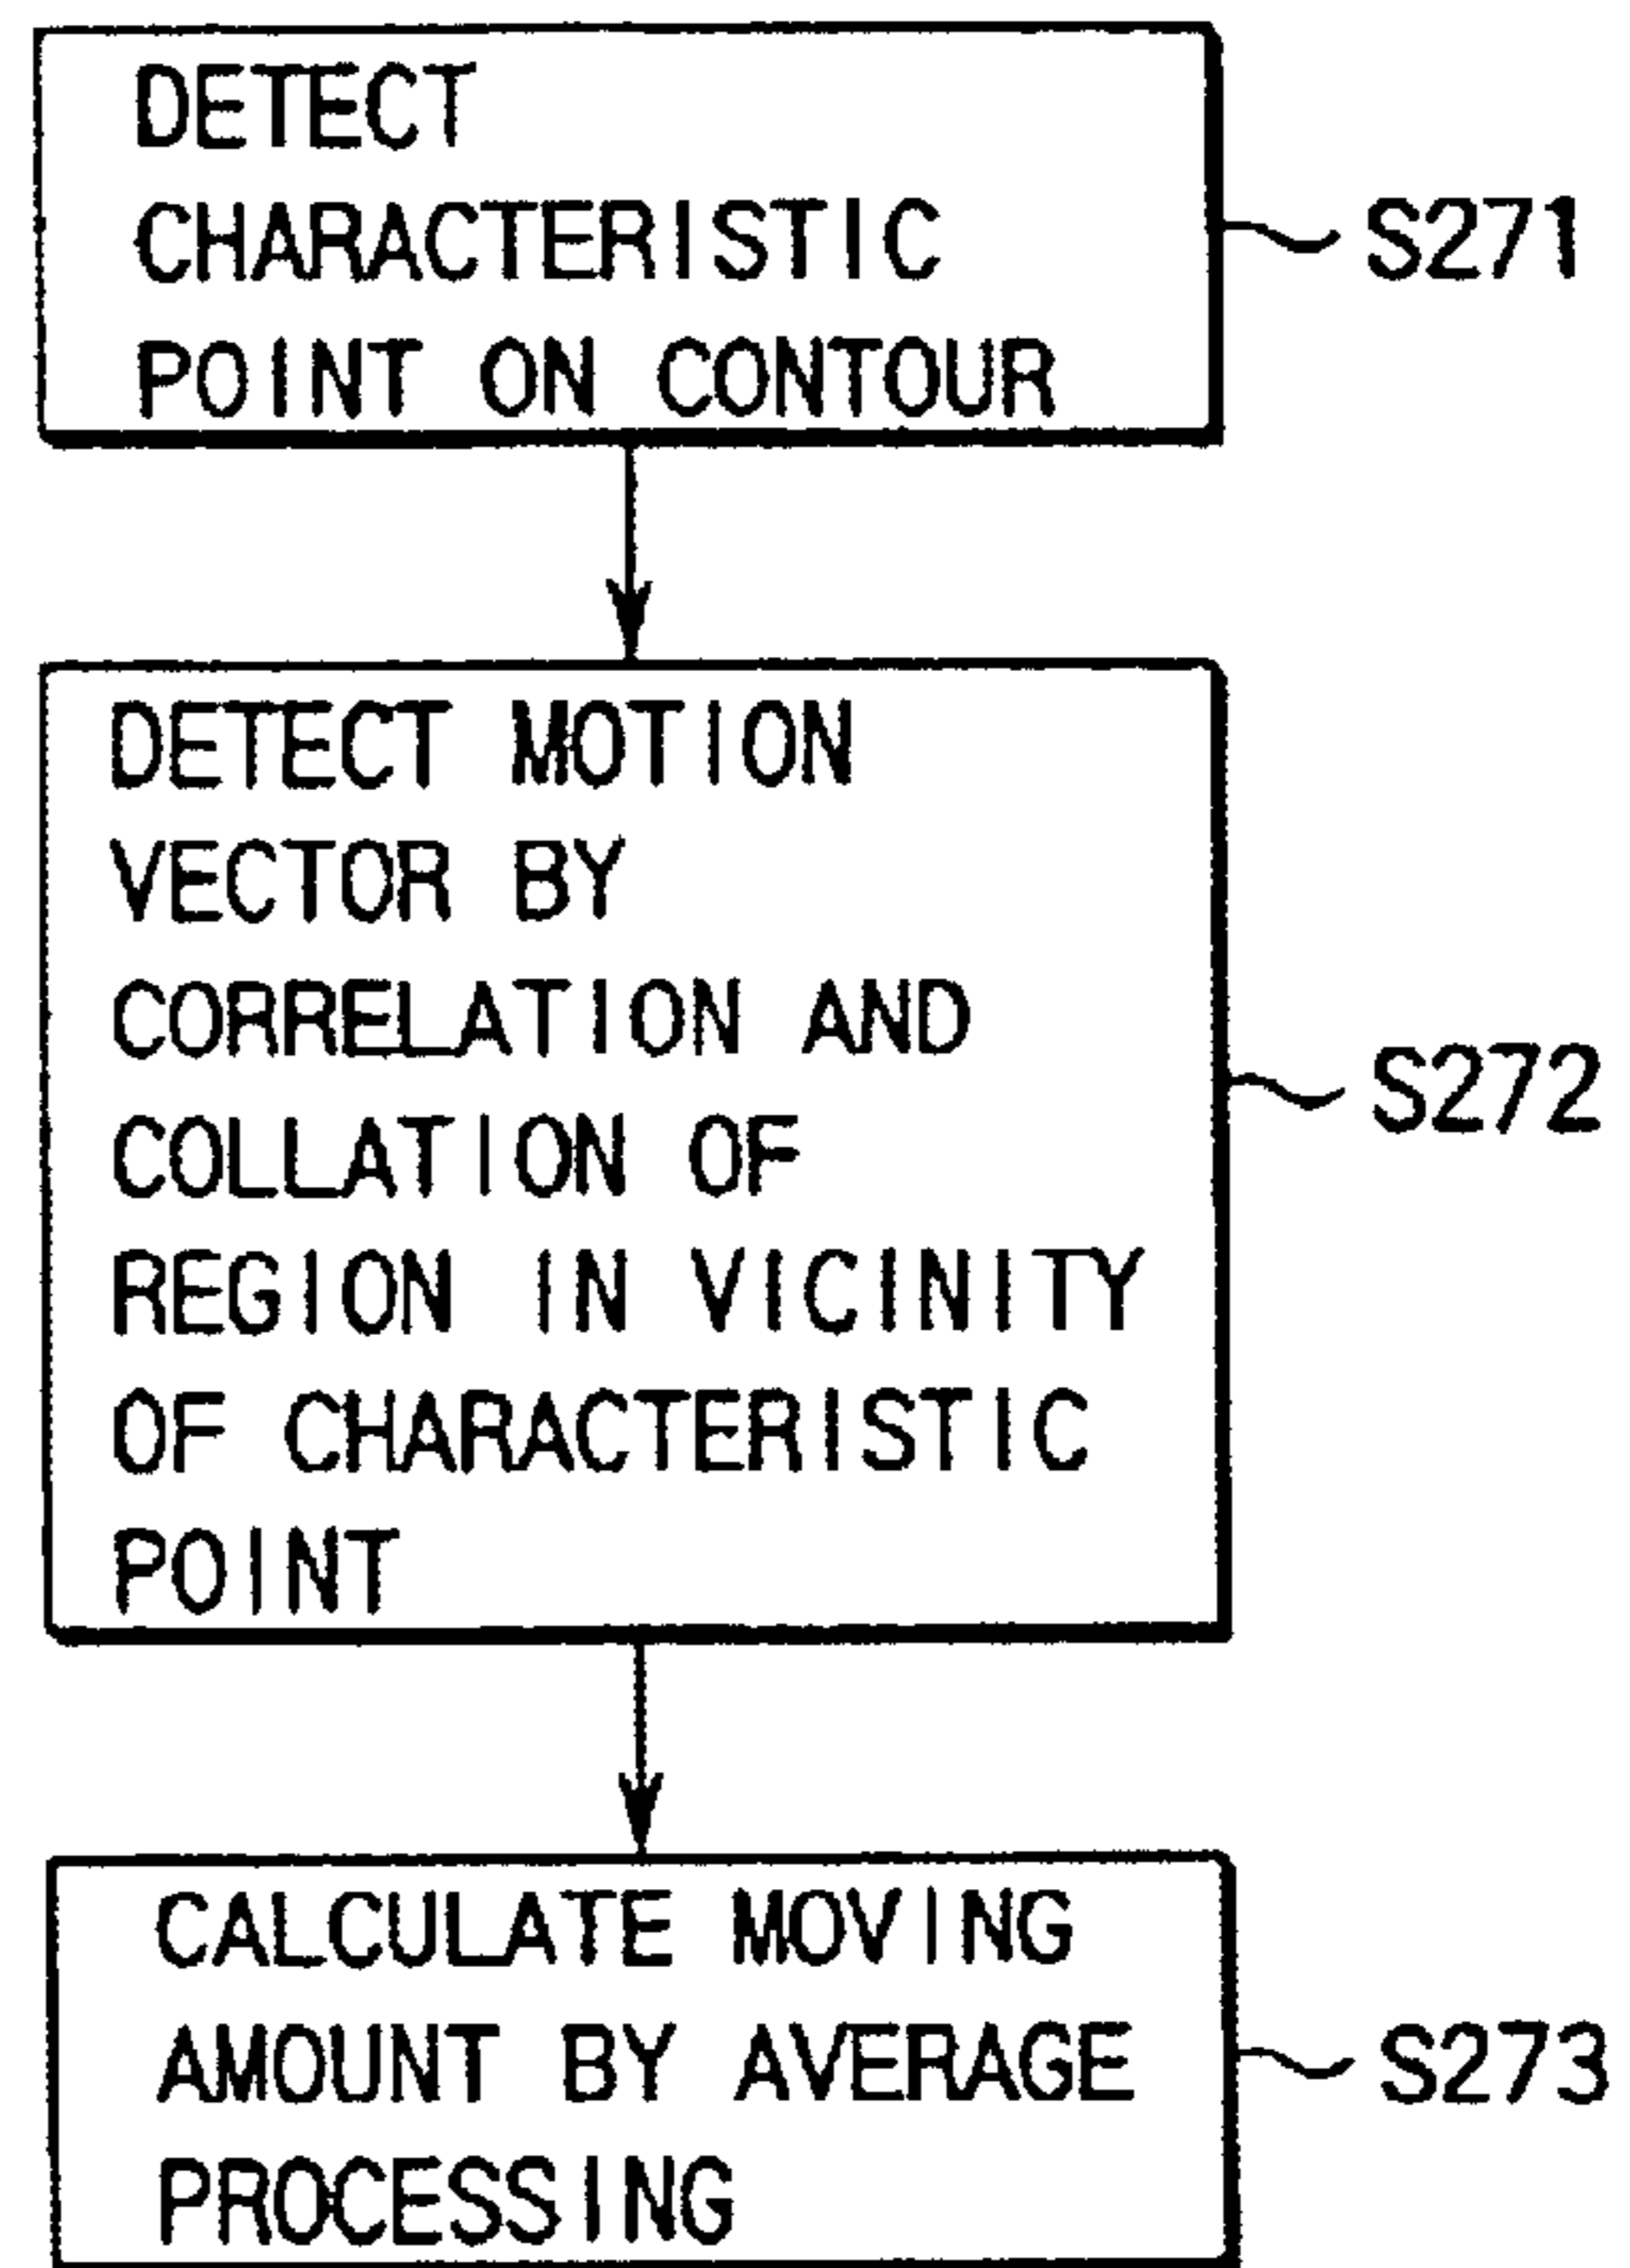 DETECT
CHARACTERISTIC
POINT ON CONTOUR
S271
DETECT MOTION
VECTOR BY
CORRELATION AND
COLLATION OF
REGION IN VICINITY
OF CHARACTERISTIC
POINT
S272
CALCULATE MOVING
AMOUNT BY AVERAGE
PROCESSING
S273